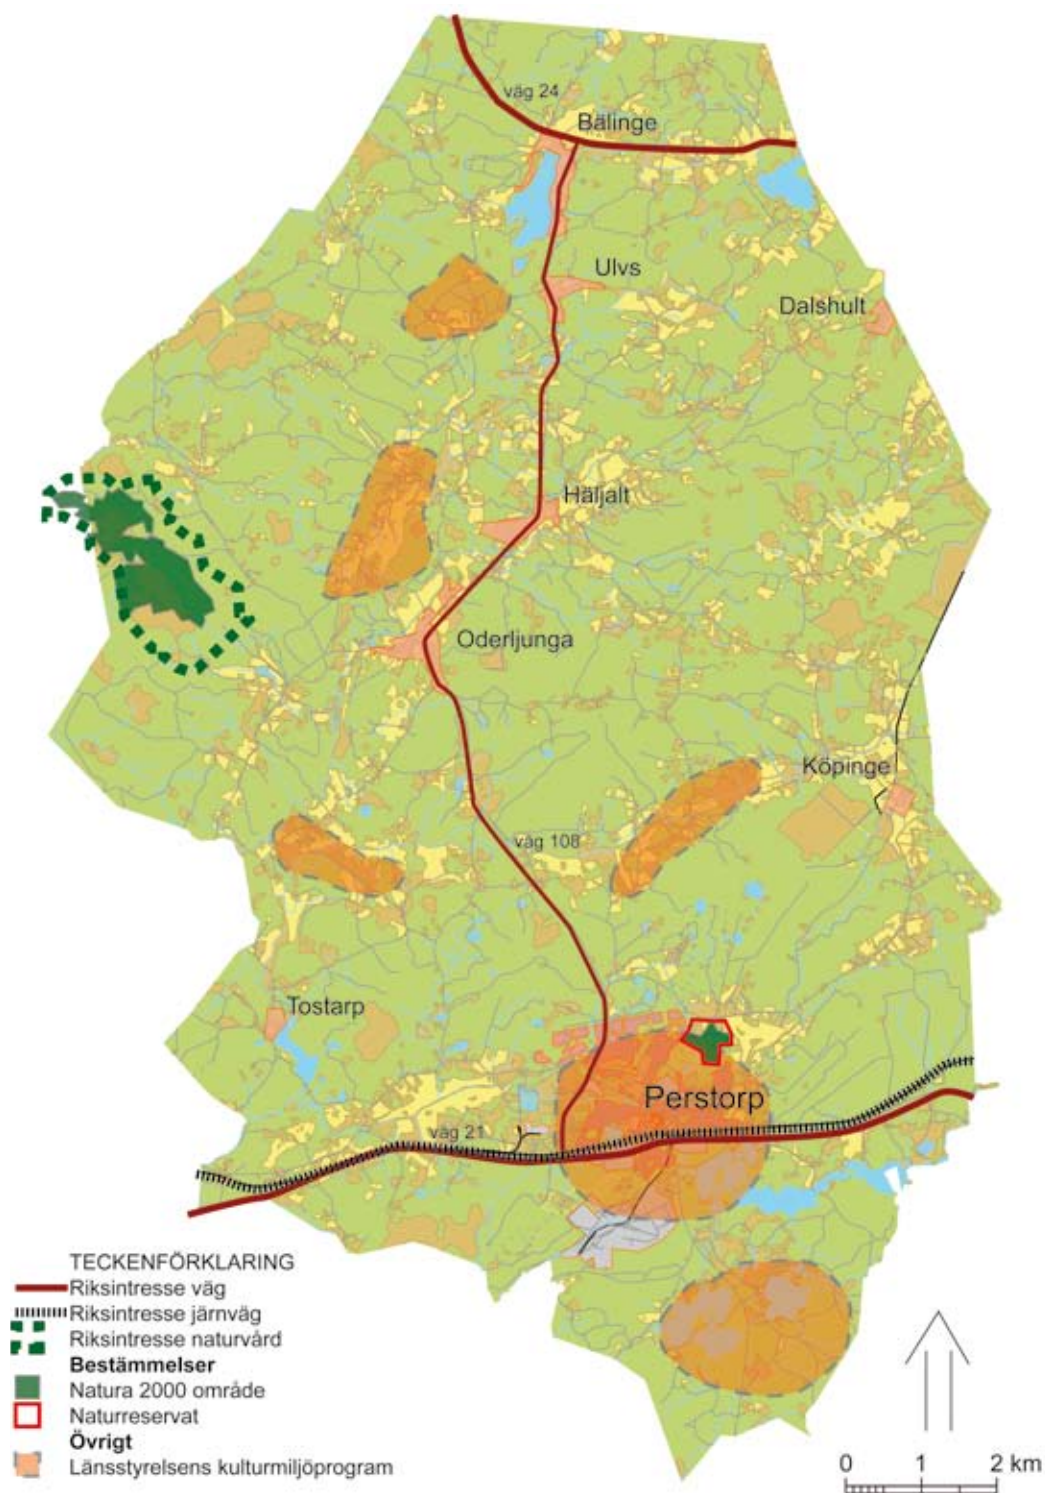 väg 24
Bälinge
Ulvs
Dalshult
Häljalt
Oderljunga
Köpinge
väg 108
Tostarp
Perstorp
väg 21
TECKENFÖRKLARING
Riksintresse väg
Riksintresse järnväg
Riksintresse naturvård
Bestämmelser
Natura 2000 område
Naturreservat
Övrigt
Länsstyrelsens kulturmiljöprogram
0 1 2 km